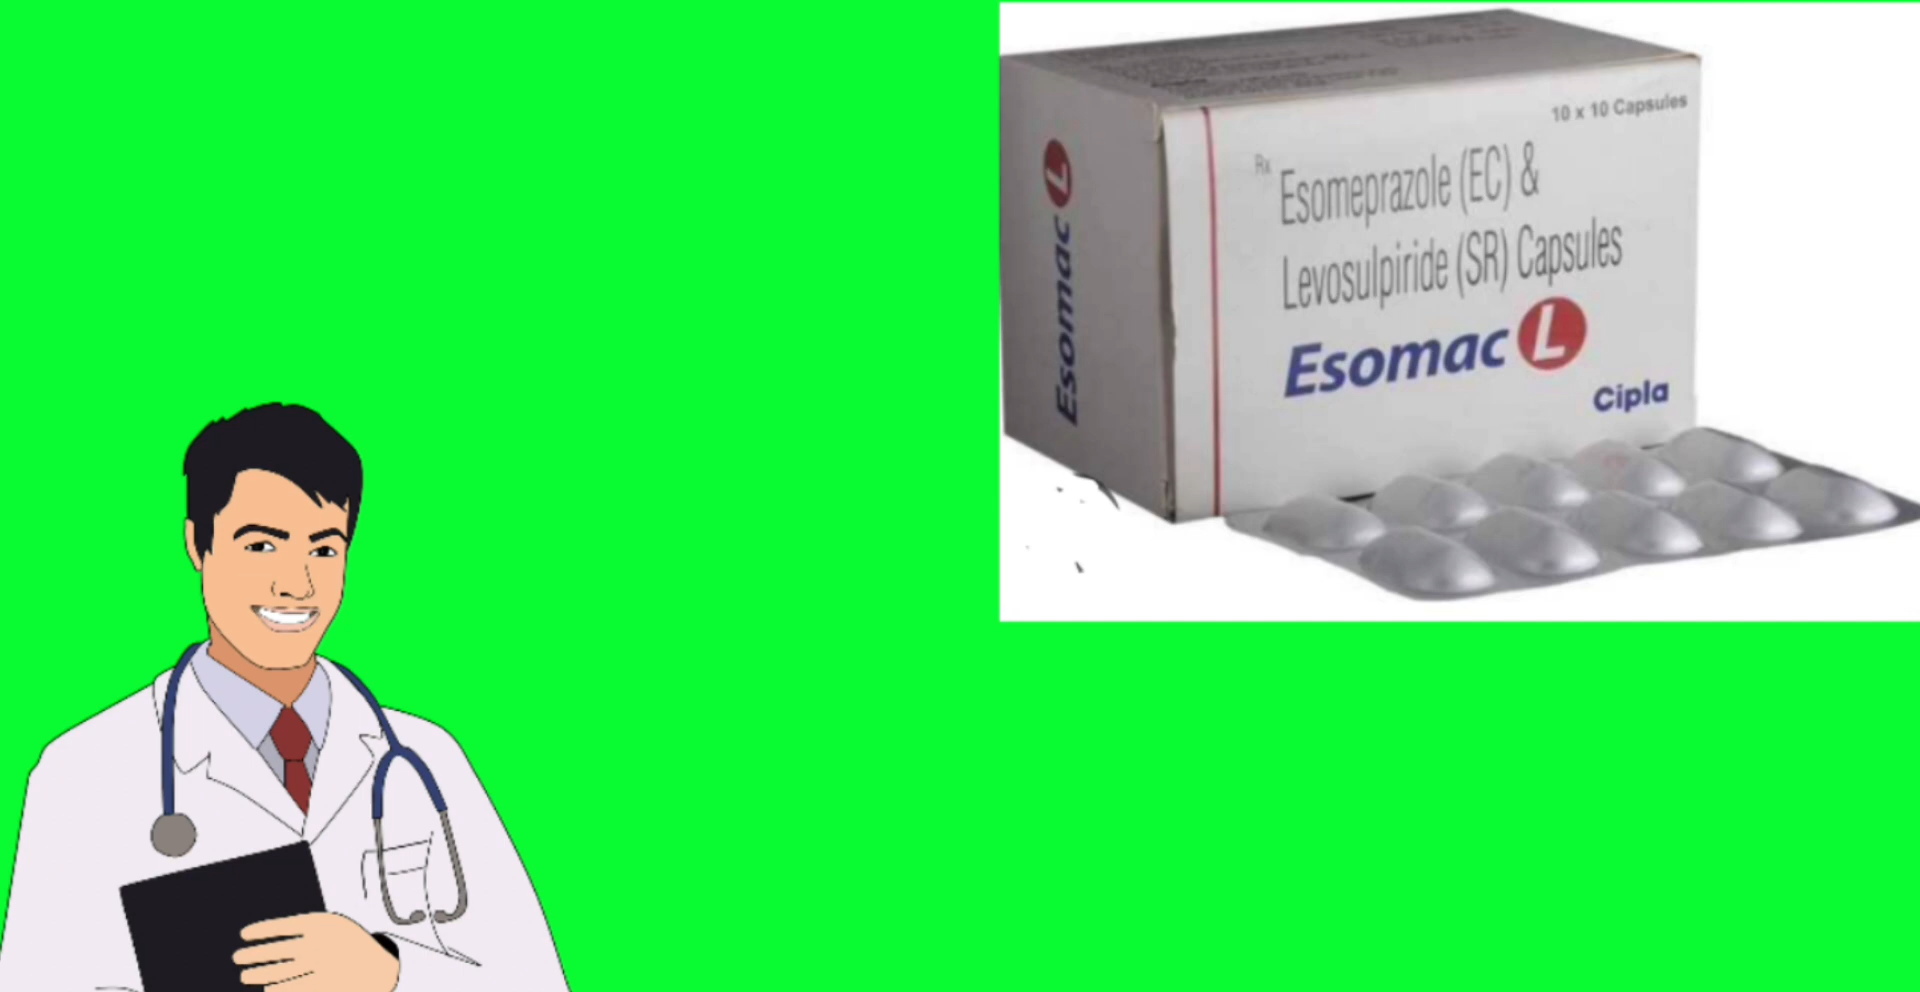 10 x 10 Capsules
Rx
Esomeprazole (EC) &
Levosulpiride (SR) Capsules
Esomac L
Cipla
Esomac L